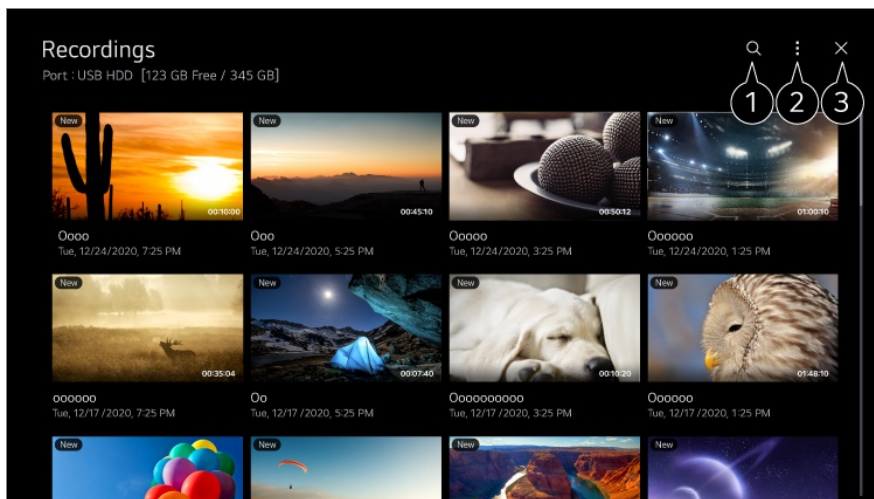 Recordings
Port : USB HDD [123 GB Free / 345 GB]
1 2 3
New New New New
00:10:00 00:45:10 00:50:12 01:00:10
Oooo Ooo Ooooo Oooooo
Tue, 12/24/2020, 7:25 PM Tue, 12/24/2020, 5:25 PM Tue, 12/24/2020, 3:25 PM Tue, 12/24/2020, 1:25 PM
New New New New
00:35:04 00:07:40 00:10:20 01:48:10
oooooo Oo Oooooooooo Oooooo
Tue, 12/17 /2020, 7:25 PM Tue, 12/17 /2020, 5:25 PM Tue, 12/17 /2020, 3:25 PM Tue, 12/17 /2020, 1:25 PM
New New New New